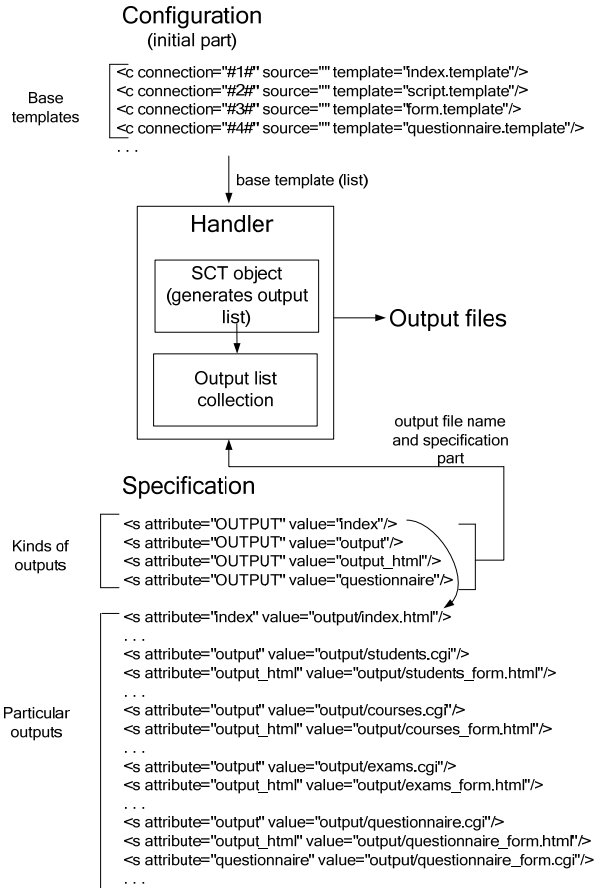 Configuration
(initial part)
Base
templates
<c connection="#1#" source="" template="index.template"/>
<c connection="#2#" source="" template="script.template"/>
<c connection="#3#" source="" template="form.template"/>
<c connection="#4#" source="" template="questionnaire.template"/>
. . .
base template (list)
Handler
SCT object
(generates output
list)
Output list
collection
Output files
output file name
and specification
part
Specification
Kinds of
outputs
<s attribute="OUTPUT" value="index"/>
<s attribute="OUTPUT" value="output"/>
<s attribute="OUTPUT" value="output_html"/>
<s attribute="OUTPUT" value="questionnaire"/>
Particular
outputs
<s attribute="index" value="output/index.html"/>
. . .
<s attribute="output" value="output/students.cgi"/>
<s attribute="output_html" value="output/students_form.html"/>
. . .
<s attribute="output" value="output/courses.cgi"/>
<s attribute="output_html" value="output/courses_form.html"/>
. . .
<s attribute="output" value="output/exams.cgi"/>
<s attribute="output_html" value="output/exams_form.html"/>
. . .
<s attribute="output" value="output/questionnaire.cgi"/>
<s attribute="output_html" value="output/questionnaire_form.html"/>
<s attribute="questionnaire" value="output/questionnaire_form.cgi"/>
. . .